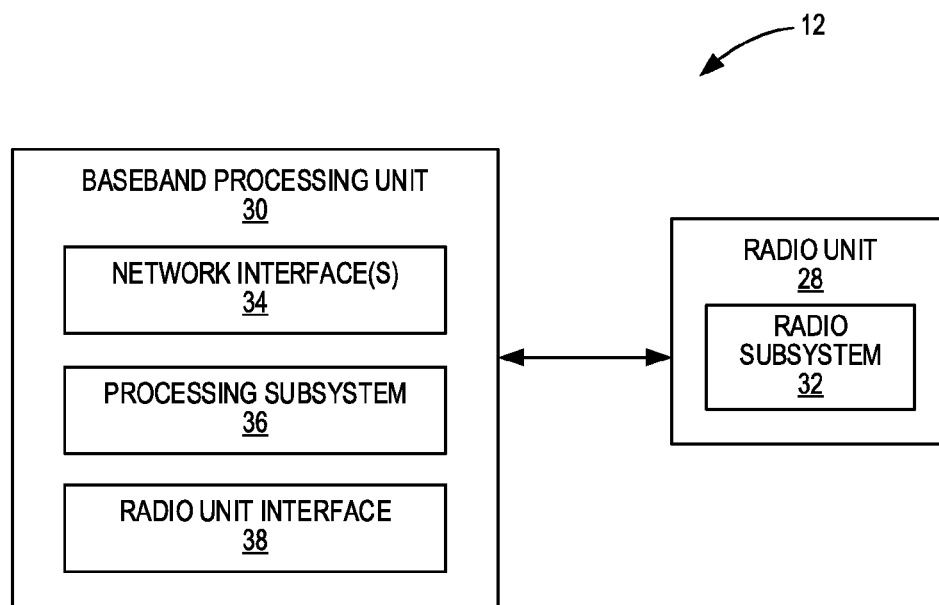 12
BASEBAND PROCESSING UNIT
30
NETWORK INTERFACE(S)
34
PROCESSING SUBSYSTEM
36
RADIO UNIT INTERFACE
38
RADIO UNIT
28
RADIO
SUBSYSTEM
32